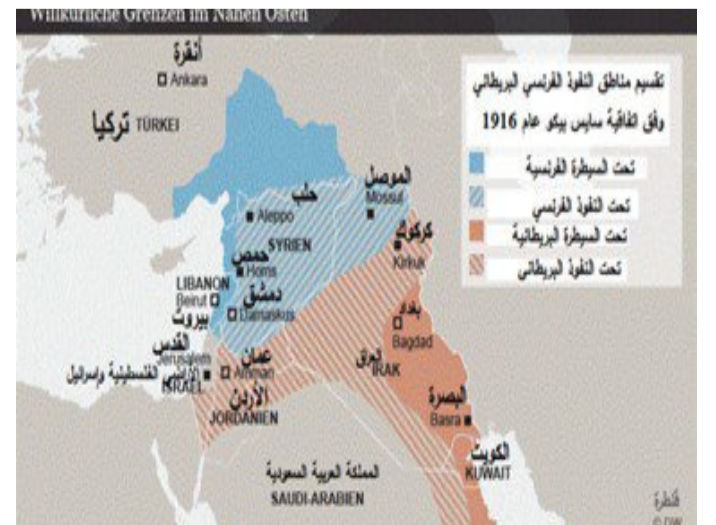 Willkürliche Grenzen im Nahen Osten
تقسيم مناطق النفوذ الفرنسي البريطاني
وفق اتفاقية سايس بيكو عام 1916
تحت السيطرة الفرنسية
تحت النفوذ الفرنسي
تحت السيطرة البريطانية
تحت النفوذ البريطاني
أنقرة
Ankara
تركيا TÜRKEI
الموصل
Mossul
حلب
Aleppo
SYRIEN
كركوك
Kirkuk
حمص
Homs
LIBANON
Beirut
بيروت
دمشق
Damaskus
بغداد
Bagdad
القدس
Jerusalem
الأراضي الفلسطينية وإسرائيل
ISRAEL
عمان
Amman
العراق
IRAK
الأردن
JORDANIEN
البصرة
Basra
الكويت
KUWAIT
المملكة العربية السعودية
SAUDI-ARABIEN
قنطرة
© DW